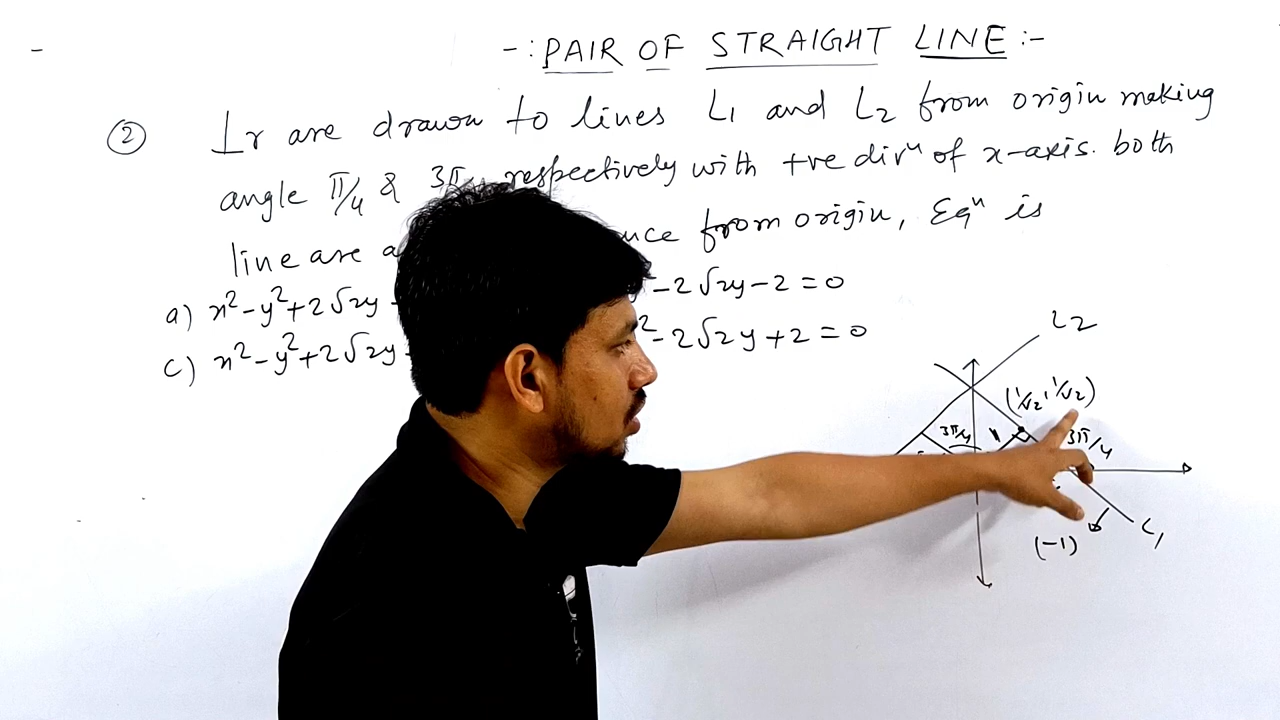 -: PAIR OF STRAIGHT LINE :-
② ⊥r are drawn to lines L1 and L2 from origin making
angle π/4 & 3π/4 respectively with +ve dirⁿ of x-axis. both
line are from origin, Eqⁿ is
a) x²-y²+2√2y -2√2y-2=0
c) x²-y²+2√2y -2√2y+2=0
L2
(1/√2, 1/√2)
3π/4 3π/4
(-1) L1